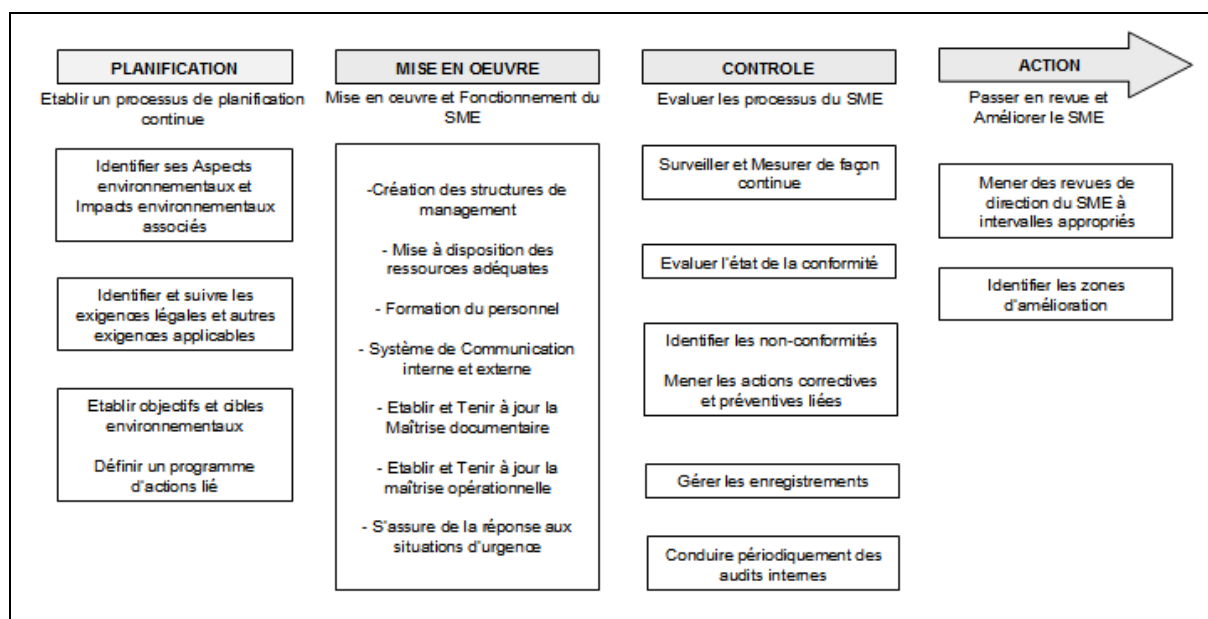 PLANIFICATION
Etablir un processus de planification
continue
Identifier ses Aspects
environnementaux et
Impacts environnementaux
associés
Identifier et suivre les
exigences légales et autres
exigences applicables
Etablir objectifs et cibles
environnementaux
Définir un programme
d'actions lié
MISE EN OEUVRE
Mise en œuvre et Fonctionnement du
SME
-Création des structures de
management
- Mise à disposition des
ressources adéquates
- Formation du personnel
- Système de Communication
interne et externe
- Etablir et Tenir à jour la
Maîtrise documentaire
- Etablir et Tenir à jour la
maîtrise opérationnelle
- S'assure de la réponse aux
situations d'urgence
CONTROLE
Evaluer les processus du SME
Surveiller et Mesurer de façon
continue
Evaluer l'état de la conformité
Identifier les non-conformités
Mener les actions correctives
et préventives liées
Gérer les enregistrements
Conduire périodiquement des
audits internes
ACTION
Passer en revue et
Améliorer le SME
Mener des revues de
direction du SME à
intervalles appropriés
Identifier les zones
d'amélioration